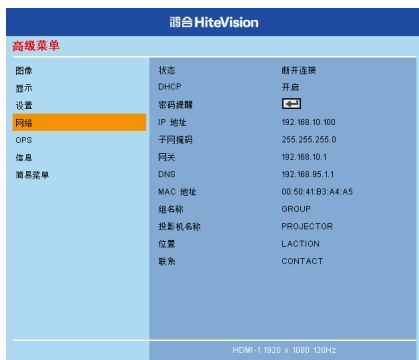 鸿合 HiteVision
高级菜单
图像
显示
设置
网络
OPS
信息
简易菜单
状态 断开连接
DHCP 开启
密码提醒
IP 地址 192.168.10.100
子网掩码 255.255.255.0
网关 192.168.10.1
DNS 192.168.95.1.1
MAC 地址 00:50:41:B3:A4:A5
组名称 GROUP
投影机名称 PROJECTOR
位置 LACTION
联系 CONTACT
HDMI-1 1920 x 1080 120Hz